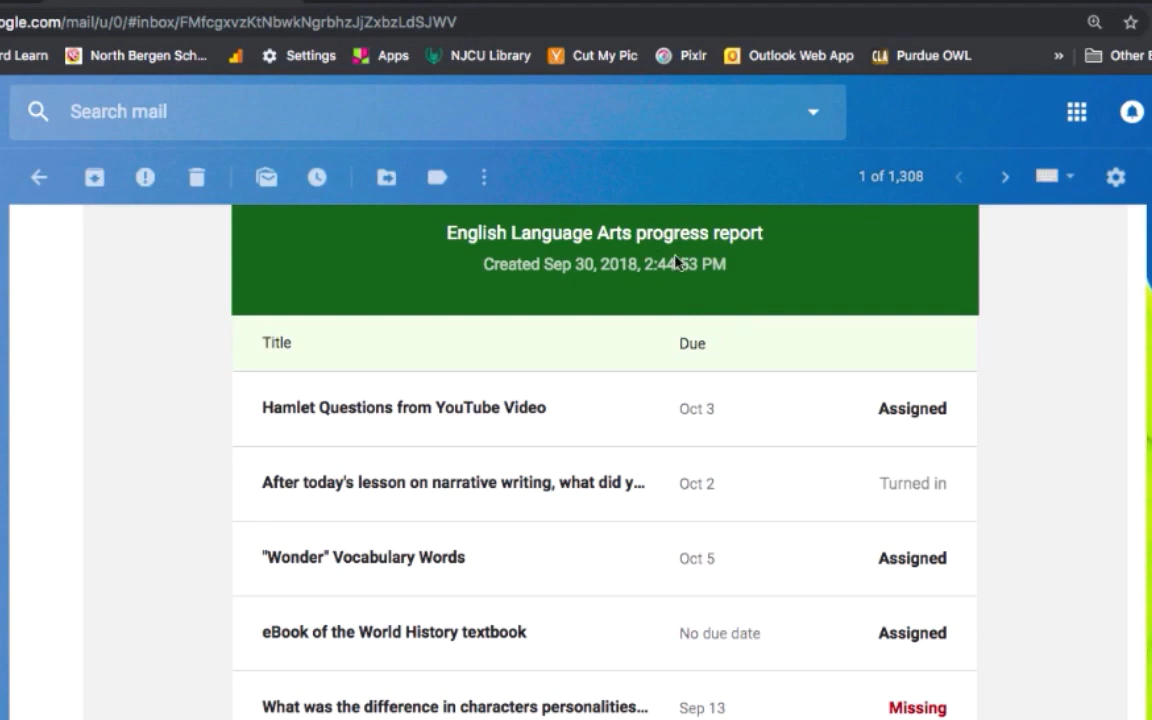 ogle.com/mail/u/0/#inbox/FMfcgxvzKtNbwkNgrbhzJjZxbzLdSJWV
rd Learn North Bergen Sch... Settings Apps NJCU Library Cut My Pic Pixlr Outlook Web App CLA Purdue OWL » Other B
Search mail
1 of 1,308
English Language Arts progress report
Created Sep 30, 2018, 2:44:53 PM
Title Due
Hamlet Questions from YouTube Video Oct 3 Assigned
After today's lesson on narrative writing, what did y... Oct 2 Turned in
"Wonder" Vocabulary Words Oct 5 Assigned
eBook of the World History textbook No due date Assigned
What was the difference in characters personalities... Sep 13 Missing